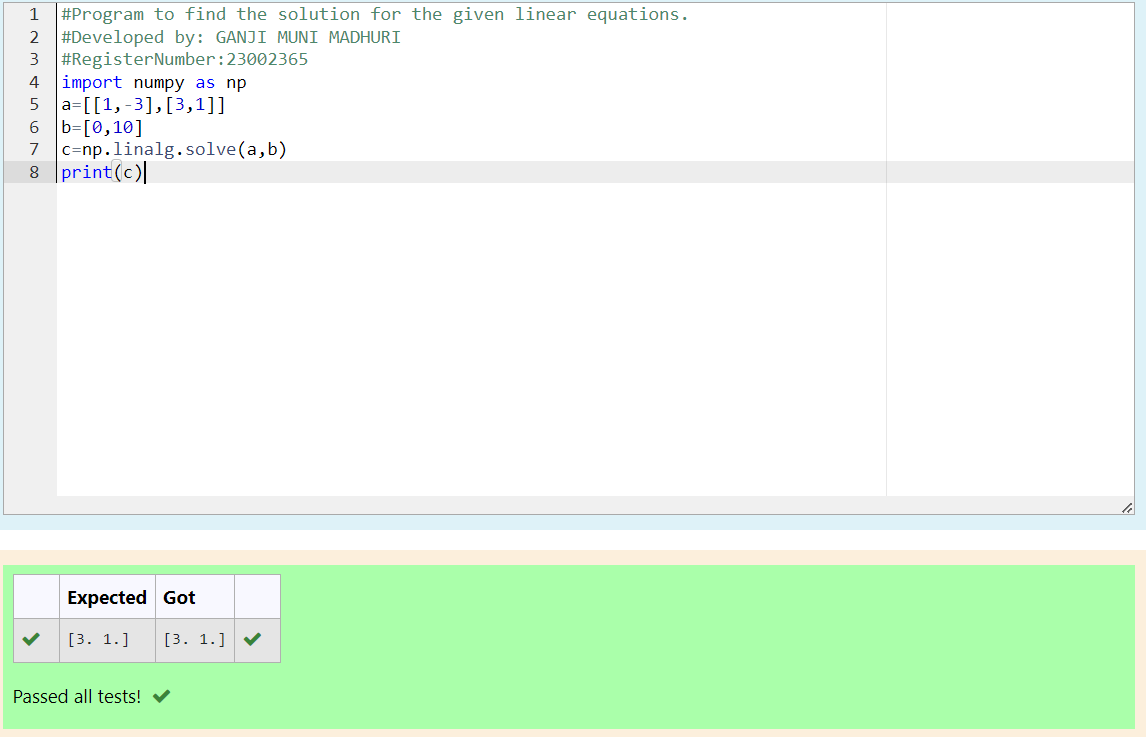 1 #Program to find the solution for the given linear equations.
2 #Developed by: GANJI MUNI MADHURI
3 #RegisterNumber:23002365
4 import numpy as np
5 a=[[1,-3],[3,1]]
6 b=[0,10]
7 c=np.linalg.solve(a,b)
8 print(c)
Expected Got
[3. 1.] [3. 1.]
Passed all tests!